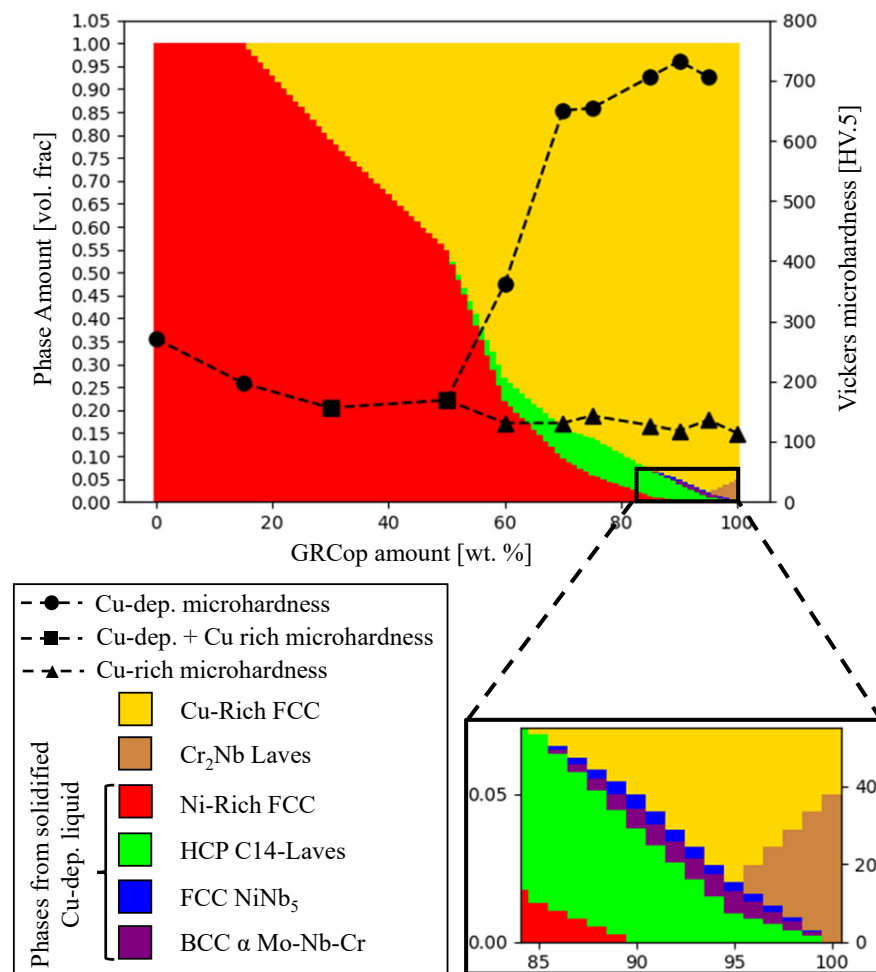 1.05
1.00
0.95
0.90
0.85
0.80
0.75
0.70
0.65
0.60
0.55
0.50
0.45
0.40
0.35
0.30
0.25
0.20
0.15
0.10
0.05
0.00
Phase Amount [vol. frac]
800
700
600
500
400
300
200
100
0
Vickers microhardness [HV.5]
0 20 40 60 80 100
GRCop amount [wt. %]
Cu-dep. microhardness
Cu-dep. + Cu rich microhardness
Cu-rich microhardness
Cu-Rich FCC
Cr₂Nb Laves
Phases from solidified
Cu-dep. liquid
Ni-Rich FCC
HCP C14-Laves
FCC NiNb₅
BCC α Mo-Nb-Cr
0.05
0.00
40
20
0
85 90 95 100